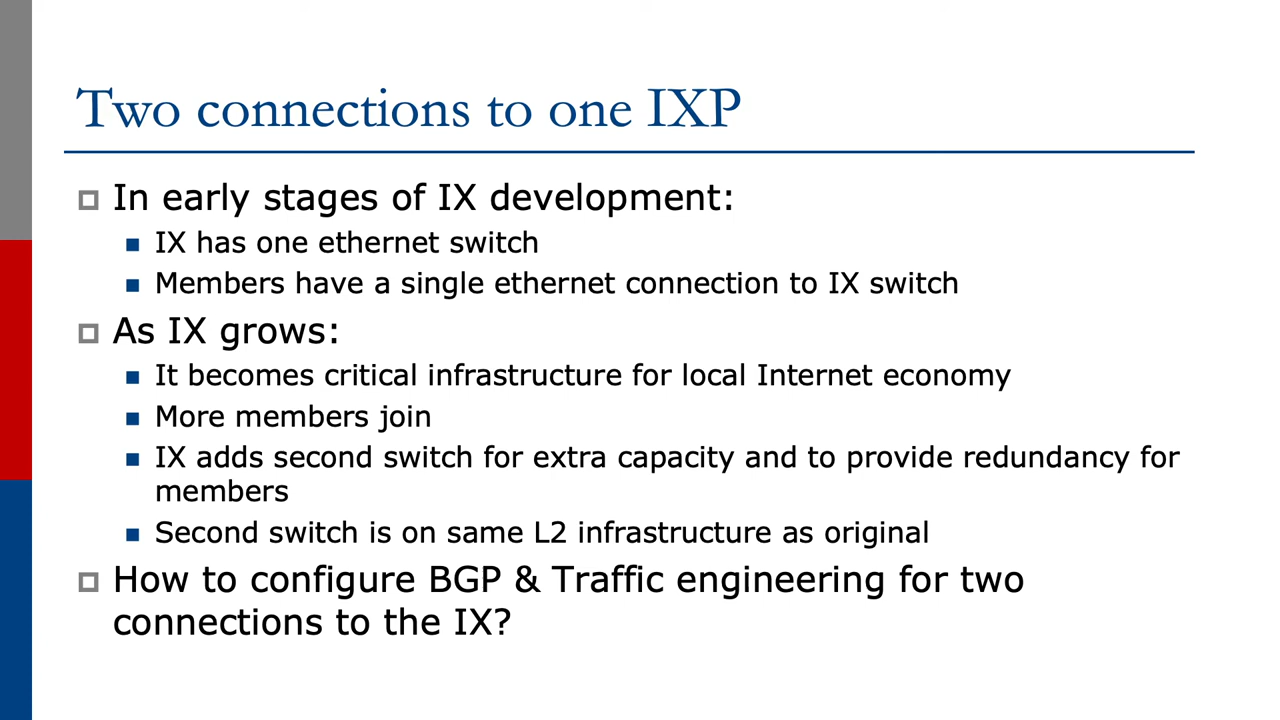 Two connections to one IXP
In early stages of IX development:
IX has one ethernet switch
Members have a single ethernet connection to IX switch
As IX grows:
It becomes critical infrastructure for local Internet economy
More members join
IX adds second switch for extra capacity and to provide redundancy for
members
Second switch is on same L2 infrastructure as original
How to configure BGP & Traffic engineering for two
connections to the IX?